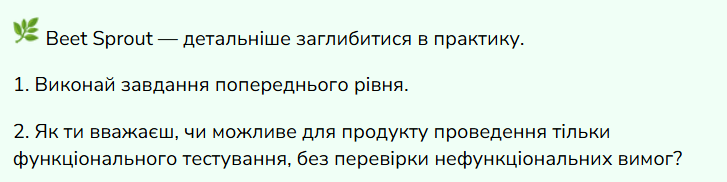 Beet Sprout — детальніше заглибитися в практику.
1. Виконай завдання попереднього рівня.
2. Як ти вважаєш, чи можливе для продукту проведення тільки
функціонального тестування, без перевірки нефункціональних вимог?